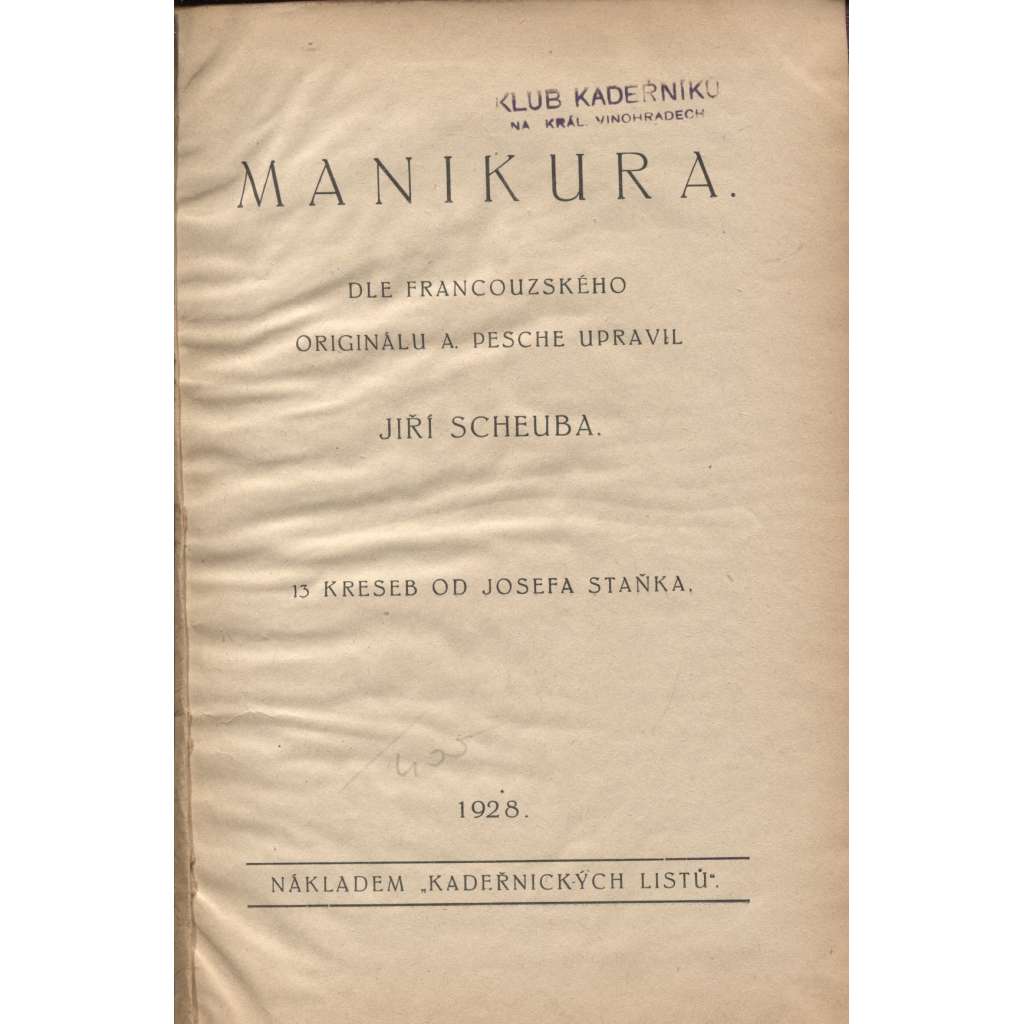 KLUB KADEŘNÍKŮ
NA KRÁL. VINOHRADECH
MANIKURA.
DLE FRANCOUZSKÉHO
ORIGINÁLU A. PESCHE UPRAVIL
JIŘÍ SCHEUBA.
13 KRESEB OD JOSEFA STAŇKA.
1928.
NÁKLADEM „KADEŘNICKÝCH LISTŮ“.